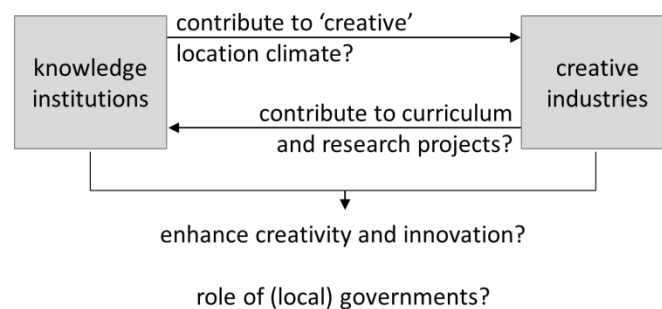 contribute to ‘creative’
location climate?
knowledge
institutions
creative
industries
contribute to curriculum
and research projects?
enhance creativity and innovation?
role of (local) governments?